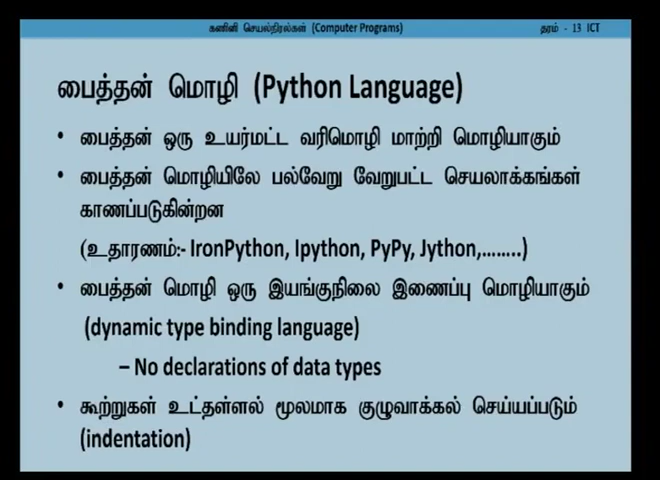 கணினி செயல்நிரல்கள் (Computer Programs)
தரம் - 13 ICT
பைத்தன் மொழி (Python Language)
• பைத்தன் ஒரு உயர்மட்ட வரிமொழி மாற்றி மொழியாகும்
• பைத்தன் மொழியிலே பல்வேறு வேறுபட்ட செயலாக்கங்கள்
காணப்படுகின்றன
(உதாரணம்:- IronPython, Ipython, PyPy, Jython,........)
• பைத்தன் மொழி ஒரு இயங்குநிலை இணைப்பு மொழியாகும்
(dynamic type binding language)
– No declarations of data types
• கூற்றுகள் உட்தள்ளல் மூலமாக குழுவாக்கல் செய்யப்படும்
(indentation)